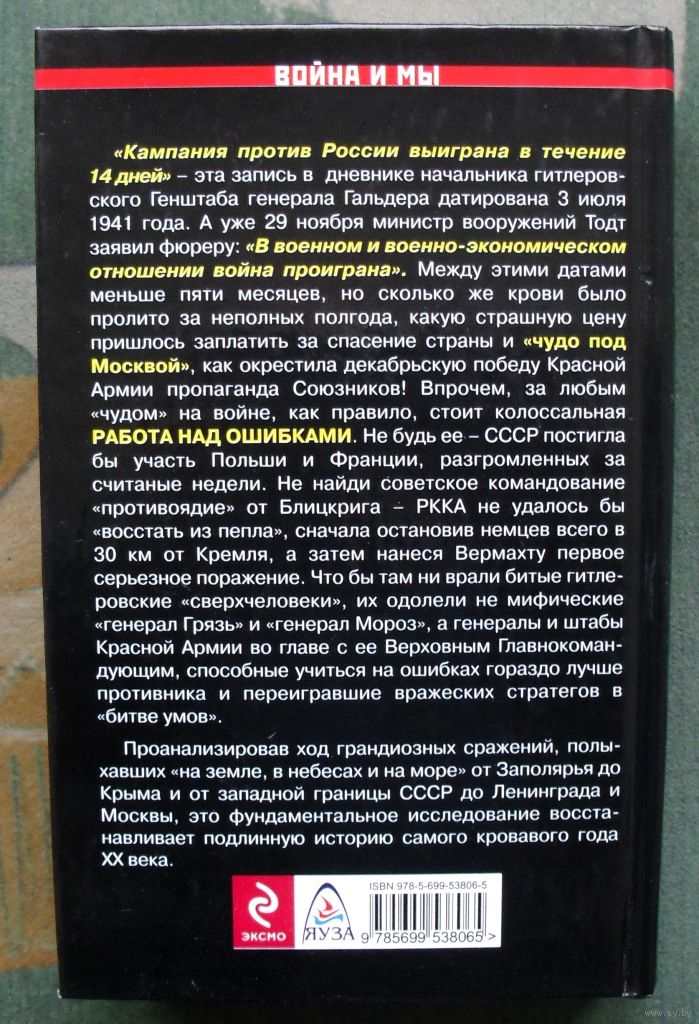 ВОЙНА И МЫ
«Кампания против России выиграна в течение
14 дней» – эта запись в дневнике начальника гитлеров-
ского Генштаба генерала Гальдера датирована 3 июля
1941 года. А уже 29 ноября министр вооружений Тодт
заявил фюреру: «В военном и военно-экономическом
отношении война проиграна». Между этими датами
меньше пяти месяцев, но сколько же крови было
пролито за неполных полгода, какую страшную цену
пришлось заплатить за спасение страны и «чудо под
Москвой», как окрестила декабрьскую победу Красной
Армии пропаганда Союзников! Впрочем, за любым
«чудом» на войне, как правило, стоит колоссальная
РАБОТА НАД ОШИБКАМИ. Не будь ее – СССР постигла
бы участь Польши и Франции, разгромленных за
считаные недели. Не найди советское командование
«противоядие» от Блицкрига – РККА не удалось бы
«восстать из пепла», сначала остановив немцев всего в
30 км от Кремля, а затем нанеся Вермахту первое
серьезное поражение. Что бы там ни врали битые гитле-
ровские «сверхчеловеки», их одолели не мифические
«генерал Грязь» и «генерал Мороз», а генералы и штабы
Красной Армии во главе с ее Верховным Главнокоман-
дующим, способные учиться на ошибках гораздо лучше
противника и переигравшие вражеских стратегов в
«битве умов».
Проанализировав ход грандиозных сражений, полы-
хавших «на земле, в небесах и на море» от Заполярья до
Крыма и от западной границы СССР до Ленинграда и
Москвы, это фундаментальное исследование восста-
навливает подлинную историю самого кровавого года
XX века.
ЭКСМО
ЯУЗА
ISBN 978-5-699-53806-5
9 785699 538065 >
www.ay.by